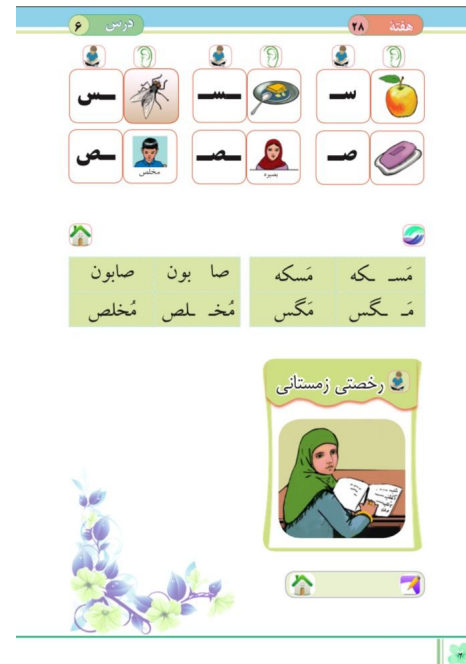 هفتهٔ ۲۸
درس ۶
سـ ـسـ ـس
صـ ـصـ ـص
بصیره
مخلص
مَسـ ـکه مَسکه صا بون صابون
مَـ ـگس مَگس مُخـ ـلص مُخلص
رخصتی زمستانی